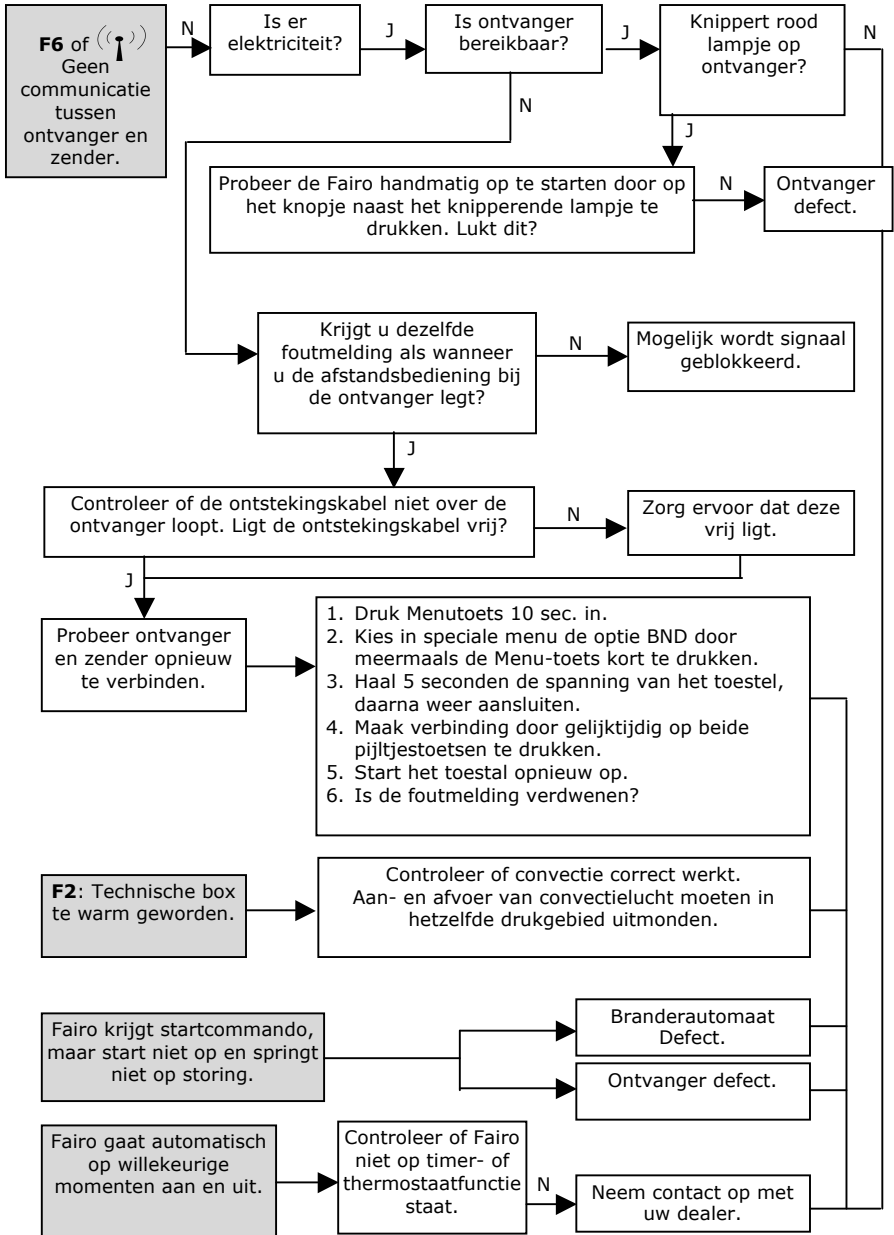 F6 of
Geen
communicatie
tussen
ontvanger en
zender.
N
Is er
elektriciteit?
J
Is ontvanger
bereikbaar?
J
Knippert rood
lampje op
ontvanger?
N
N
J
Probeer de Fairo handmatig op te starten door op
het knopje naast het knipperende lampje te
drukken. Lukt dit?
N
Ontvanger
defect.
Krijgt u dezelfde
foutmelding als wanneer
u de afstandsbediening bij
de ontvanger legt?
N
Mogelijk wordt signaal
geblokkeerd.
J
Controleer of de ontstekingskabel niet over de
ontvanger loopt. Ligt de ontstekingskabel vrij?
N
Zorg ervoor dat deze
vrij ligt.
J
Probeer ontvanger
en zender opnieuw
te verbinden.
1. Druk Menutoets 10 sec. in.
2. Kies in speciale menu de optie BND door
meermaals de Menu-toets kort te drukken.
3. Haal 5 seconden de spanning van het toestel,
daarna weer aansluiten.
4. Maak verbinding door gelijktijdig op beide
pijltjestoetsen te drukken.
5. Start het toestal opnieuw op.
6. Is de foutmelding verdwenen?
F2: Technische box
te warm geworden.
Controleer of convectie correct werkt.
Aan- en afvoer van convectielucht moeten in
hetzelfde drukgebied uitmonden.
Fairo krijgt startcommando,
maar start niet op en springt
niet op storing.
Branderautomaat
Defect.
Ontvanger defect.
Fairo gaat automatisch
op willekeurige
momenten aan en uit.
Controleer of Fairo
niet op timer- of
thermostaatfunctie
staat.
N
Neem contact op met
uw dealer.